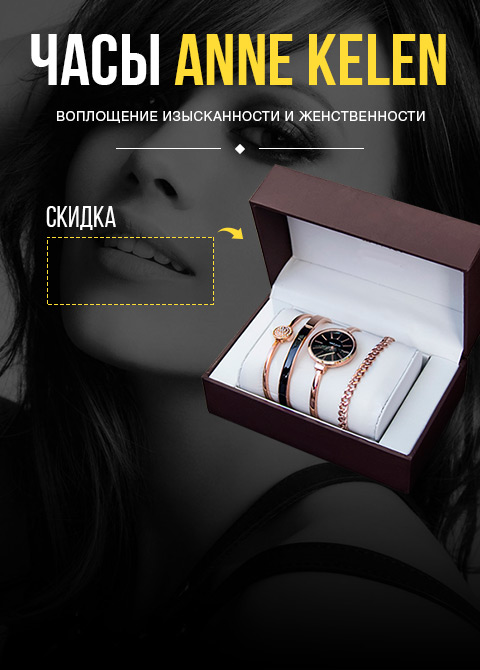 ЧАСЫ ANNE KELEN
ВОПЛОЩЕНИЕ ИЗЫСКАННОСТИ И ЖЕНСТВЕННОСТИ
СКИДКА